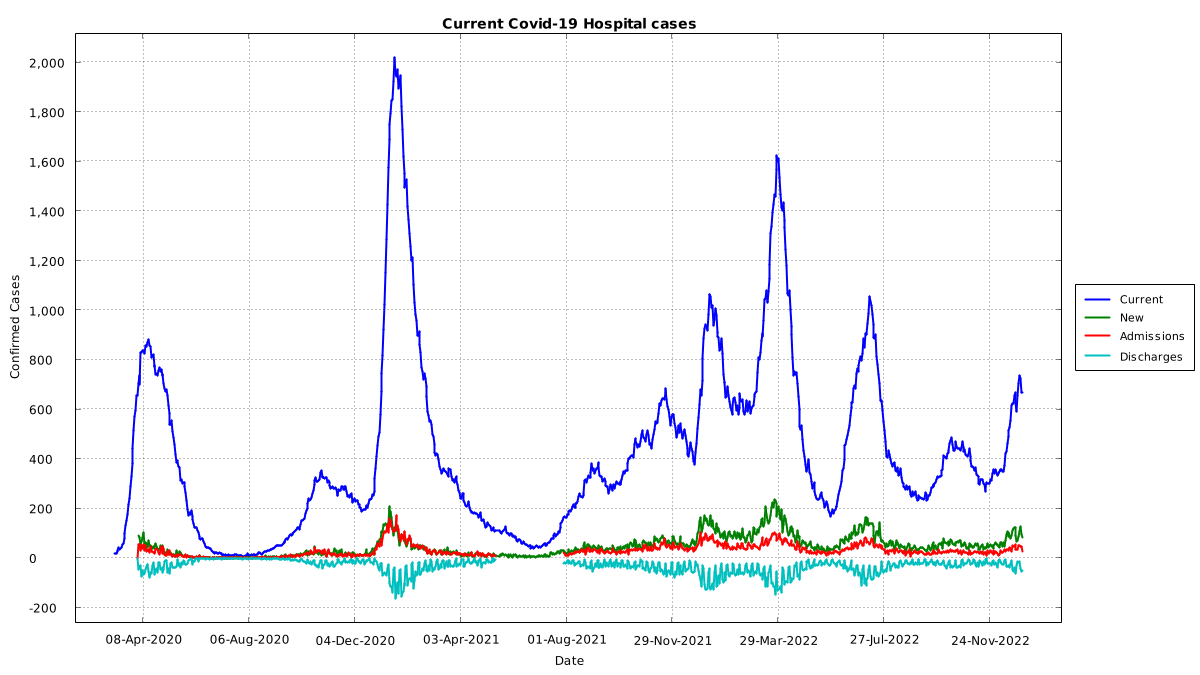 Current Covid-19 Hospital cases
2,000
1,800
1,600
1,400
1,200
1,000
800
600
400
200
0
-200
Confirmed Cases
08-Apr-2020 06-Aug-2020 04-Dec-2020 03-Apr-2021 01-Aug-2021 29-Nov-2021 29-Mar-2022 27-Jul-2022 24-Nov-2022
Date
Current
New
Admissions
Discharges